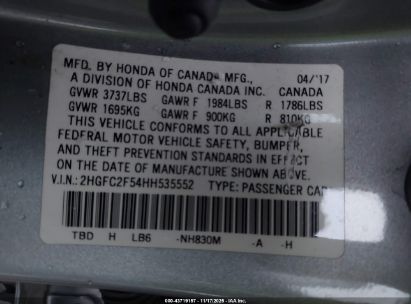 MFD. BY HONDA OF CANADA MFG., 04/'17
A DIVISION OF HONDA CANADA INC. CANADA
GVWR 3737LBS GAWR F 1984LBS R 1786LBS
GVWR 1695KG GAWR F 900KG R 810KG
THIS VEHICLE CONFORMS TO ALL APPLICABLE
FEDERAL MOTOR VEHICLE SAFETY, BUMPER,
AND THEFT PREVENTION STANDARDS IN EFFECT
ON THE DATE OF MANUFACTURE SHOWN ABOVE.
V.I.N.: 2HGFC2F54HH535552 TYPE: PASSENGER CAR
TBD H LB6 -NH830M -A -H